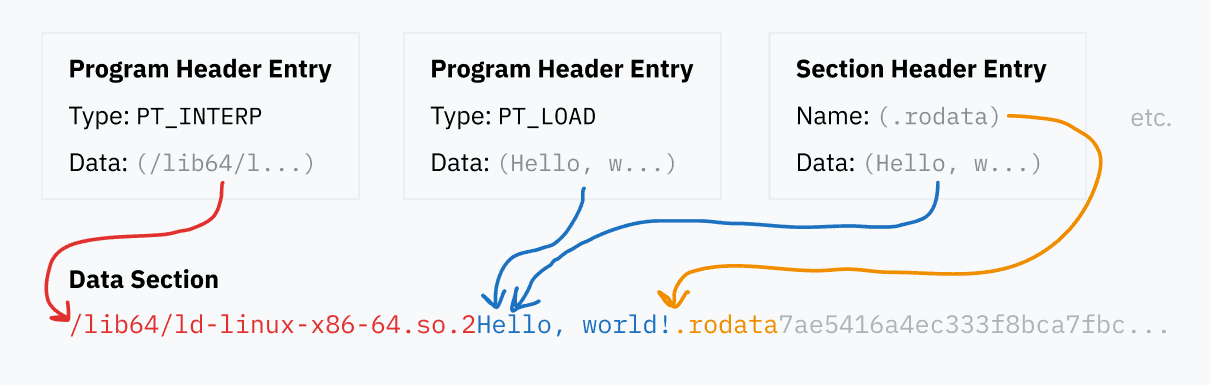 Program Header Entry
Type: PT_INTERP
Data: (/lib64/l...)
Program Header Entry
Type: PT_LOAD
Data: (Hello, w...)
Section Header Entry
Name: (.rodata)
Data: (Hello, w...)
etc.
Data Section
/lib64/ld-linux-x86-64.so.2Hello, world!.rodata7ae5416a4ec333f8bca7fbc...